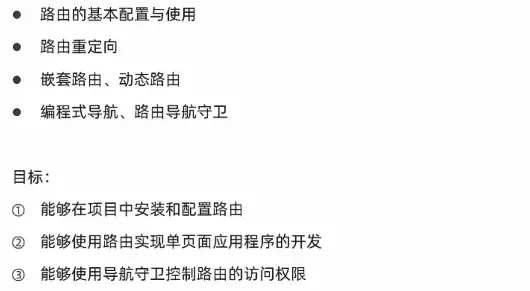 ● 路由的基本配置与使用
● 路由重定向
● 嵌套路由、动态路由
● 编程式导航、路由导航守卫
目标：
① 能够在项目中安装和配置路由
② 能够使用路由实现单页面应用程序的开发
③ 能够使用导航守卫控制路由的访问权限